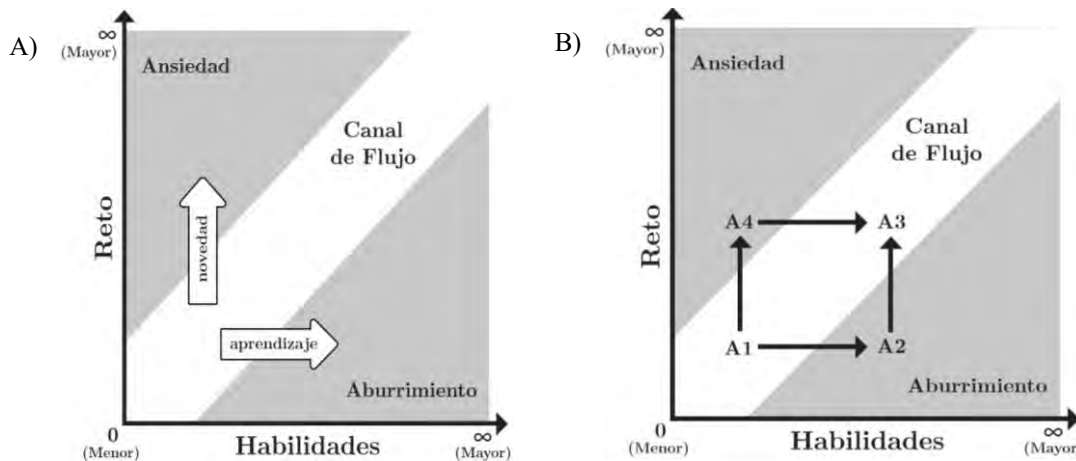 A)
∞
(Mayor)
Ansiedad
Canal
de Flujo
Reto
novedad
aprendizaje
Aburrimiento
0
(Menor)
Habilidades
∞
(Mayor)
B)
∞
(Mayor)
Ansiedad
Canal
de Flujo
Reto
A4
A3
A1
A2
Aburrimiento
0
(Menor)
Habilidades
∞
(Mayor)